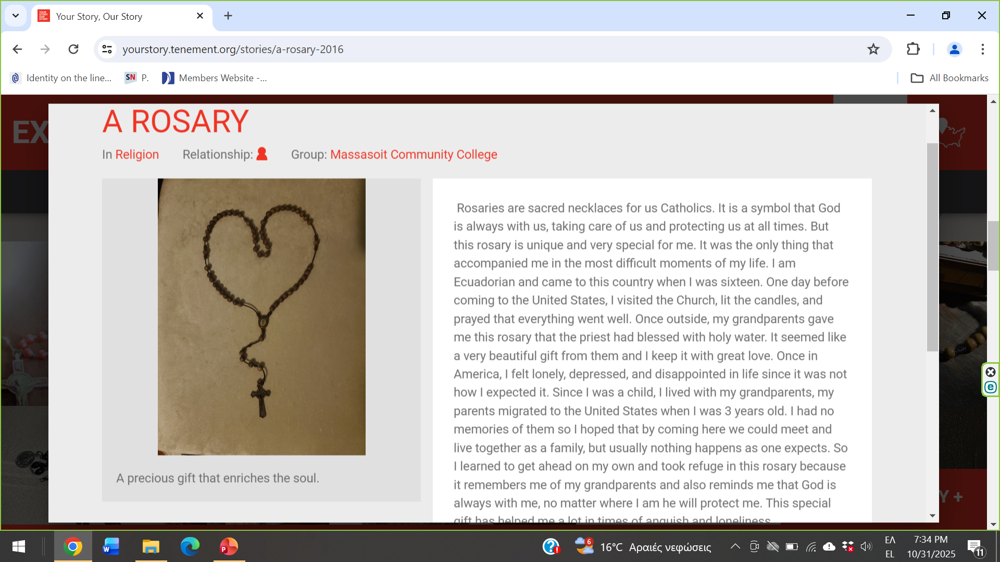 Your Story, Our Story
yourstory.tenement.org/stories/a-rosary-2016
Identity on the line...
SN P.
Members Website -...
All Bookmarks
EX
A ROSARY
In Religion Relationship: Group: Massasoit Community College
Rosaries are sacred necklaces for us Catholics. It is a symbol that God
is always with us, taking care of us and protecting us at all times. But
this rosary is unique and very special for me. It was the only thing that
accompanied me in the most difficult moments of my life. I am
Ecuadorian and came to this country when I was sixteen. One day before
coming to the United States, I visited the Church, lit the candles, and
prayed that everything went well. Once outside, my grandparents gave
me this rosary that the priest had blessed with holy water. It seemed like
a very beautiful gift from them and I keep it with great love. Once in
America, I felt lonely, depressed, and disappointed in life since it was not
how I expected it. Since I was a child, I lived with my grandparents, my
parents migrated to the United States when I was 3 years old. I had no
memories of them so I hoped that by coming here we could meet and
live together as a family, but usually nothing happens as one expects. So
I learned to get ahead on my own and took refuge in this rosary because
it remembers me of my grandparents and also reminds me that God is
always with me, no matter where I am he will protect me. This special
gift has helped me a lot in times of anguish and loneliness.
A precious gift that enriches the soul.
Y +
6
16°C Αραιές νεφώσεις
ΕΛ
EL
7:34 PM
10/31/2025
11